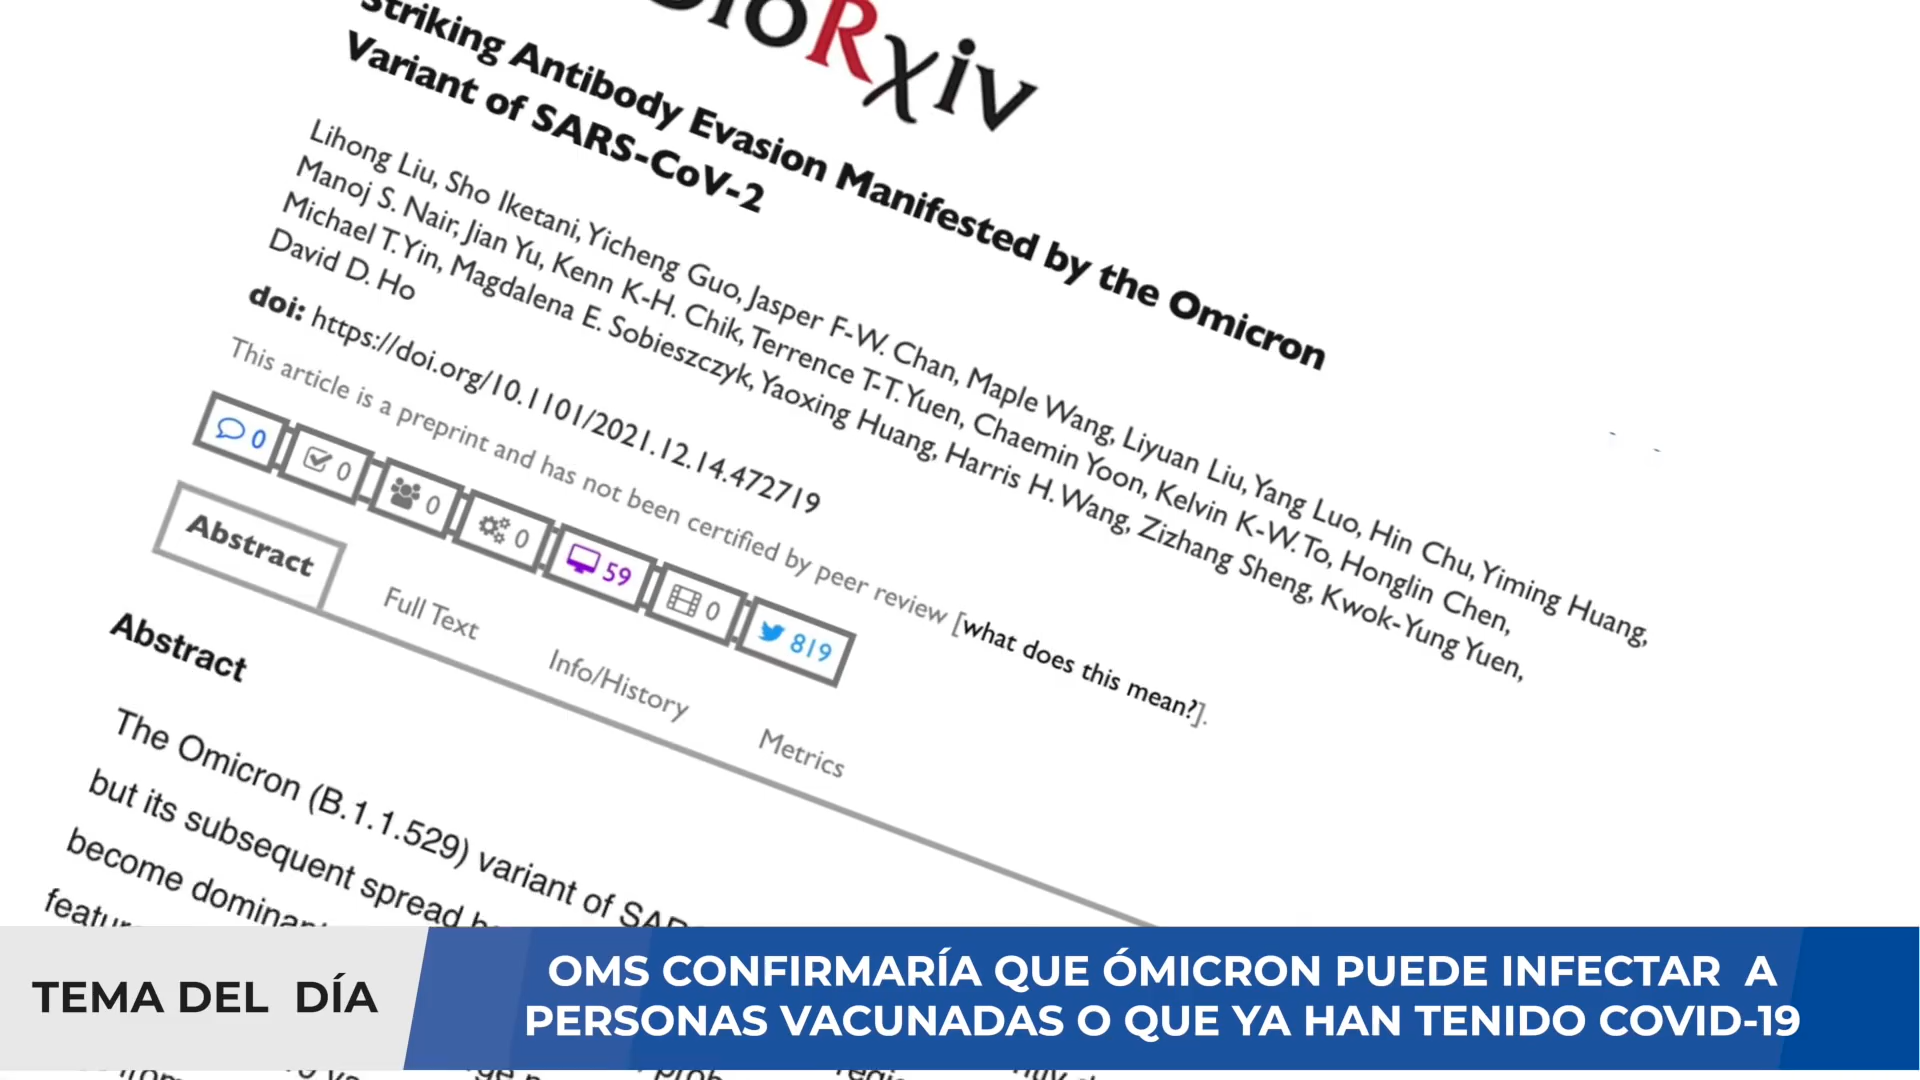 bioRχiv
Striking Antibody Evasion Manifested by the Omicron
Variant of SARS-CoV-2
Lihong Liu, Sho Iketani, Yicheng Guo, Jasper F-W. Chan, Maple Wang, Liyuan Liu, Yang Luo, Hin Chu, Yiming Huang,
Manoj S. Nair, Jian Yu, Kenn K-H. Chik, Terrence T-T. Yuen, Chaemin Yoon, Kelvin K-W. To, Honglin Chen,
Michael T. Yin, Magdalena E. Sobieszczyk, Yaoxing Huang, Harris H. Wang, Zizhang Sheng, Kwok-Yung Yuen,
David D. Ho
doi: https://doi.org/10.1101/2021.12.14.472719
This article is a preprint and has not been certified by peer review [what does this mean?].
0 0 0 0 59 0 819
Abstract Full Text Info/History Metrics
Abstract
The Omicron (B.1.1.529) variant of
but its subsequent spread
become
TEMA DEL DÍA
OMS CONFIRMARÍA QUE ÓMICRON PUEDE INFECTAR A
PERSONAS VACUNADAS O QUE YA HAN TENIDO COVID-19